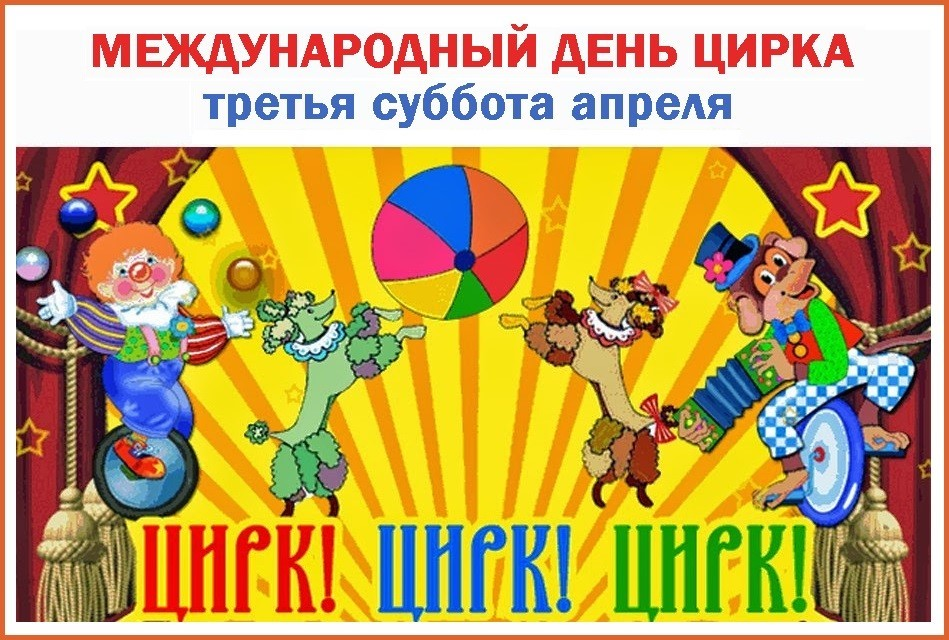 МЕЖДУНАРОДНЫЙ ДЕНЬ ЦИРКА
третья суббота апреля
ЦИРК! ЦИРК! ЦИРК!